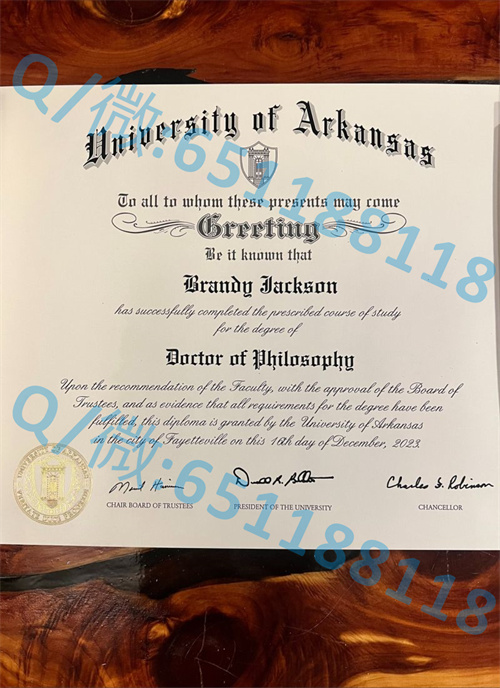 University of Arkansas
To all to whom these presents may come
Greeting
Be it known that
Brandy Jackson
has successfully completed the prescribed course of study
for the degree of
Doctor of Philosophy
Upon the recommendation of the Faculty, with the approval of the Board of
Trustees, and as evidence that all requirements for the degree have been
fulfilled, this diploma is granted by the University of Arkansas
in the city of Fayetteville on this 16th day of December, 2023.
Charles F. Robinson
CHAIR BOARD OF TRUSTEES PRESIDENT OF THE UNIVERSITY CHANCELLOR
Q/微:651188118
Q/微:651188118